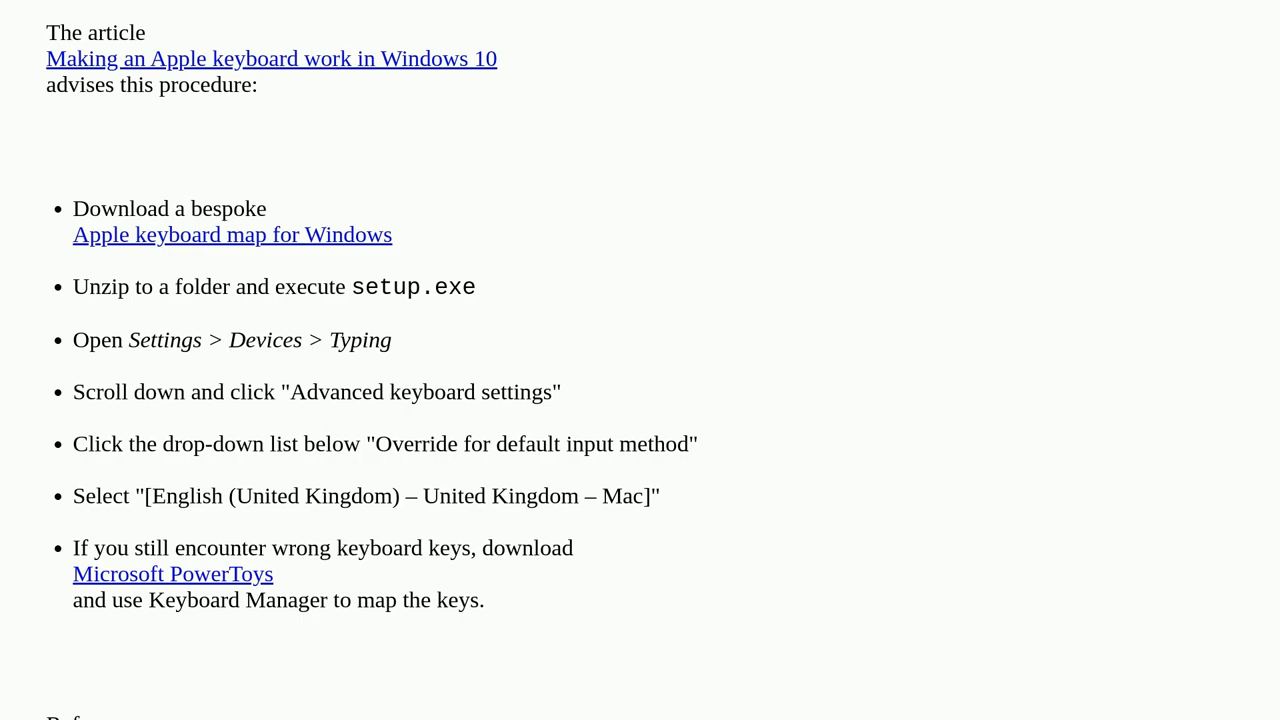 The article
Making an Apple keyboard work in Windows 10
advises this procedure:
• Download a bespoke
Apple keyboard map for Windows
• Unzip to a folder and execute setup.exe
• Open Settings > Devices > Typing
• Scroll down and click "Advanced keyboard settings"
• Click the drop-down list below "Override for default input method"
• Select "[English (United Kingdom) – United Kingdom – Mac]"
• If you still encounter wrong keyboard keys, download
Microsoft PowerToys
and use Keyboard Manager to map the keys.